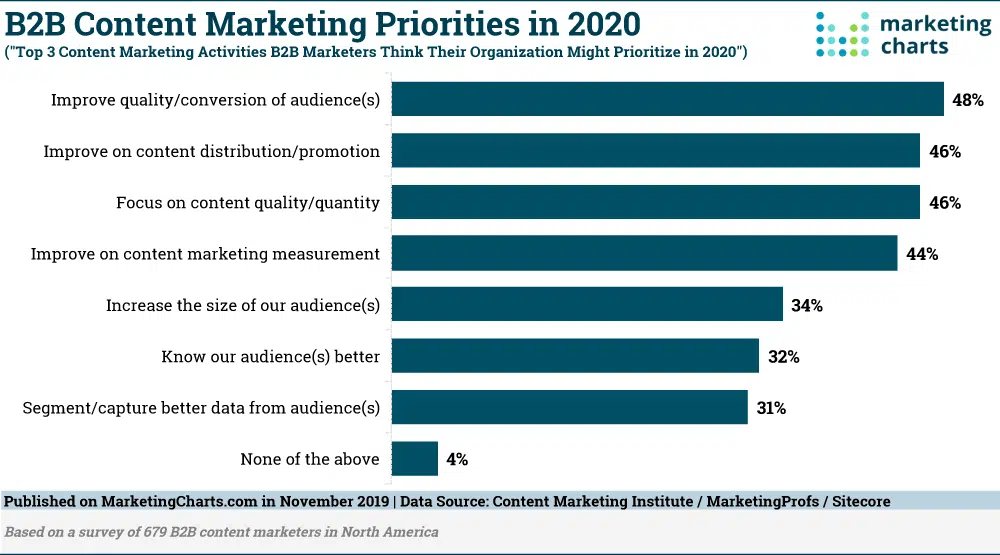 B2B Content Marketing Priorities in 2020
("Top 3 Content Marketing Activities B2B Marketers Think Their Organization Might Prioritize in 2020")
marketing
charts
Improve quality/conversion of audience(s) 48%
Improve on content distribution/promotion 46%
Focus on content quality/quantity 46%
Improve on content marketing measurement 44%
Increase the size of our audience(s) 34%
Know our audience(s) better 32%
Segment/capture better data from audience(s) 31%
None of the above 4%
Published on MarketingCharts.com in November 2019 | Data Source: Content Marketing Institute / MarketingProfs / Sitecore
Based on a survey of 679 B2B content marketers in North America